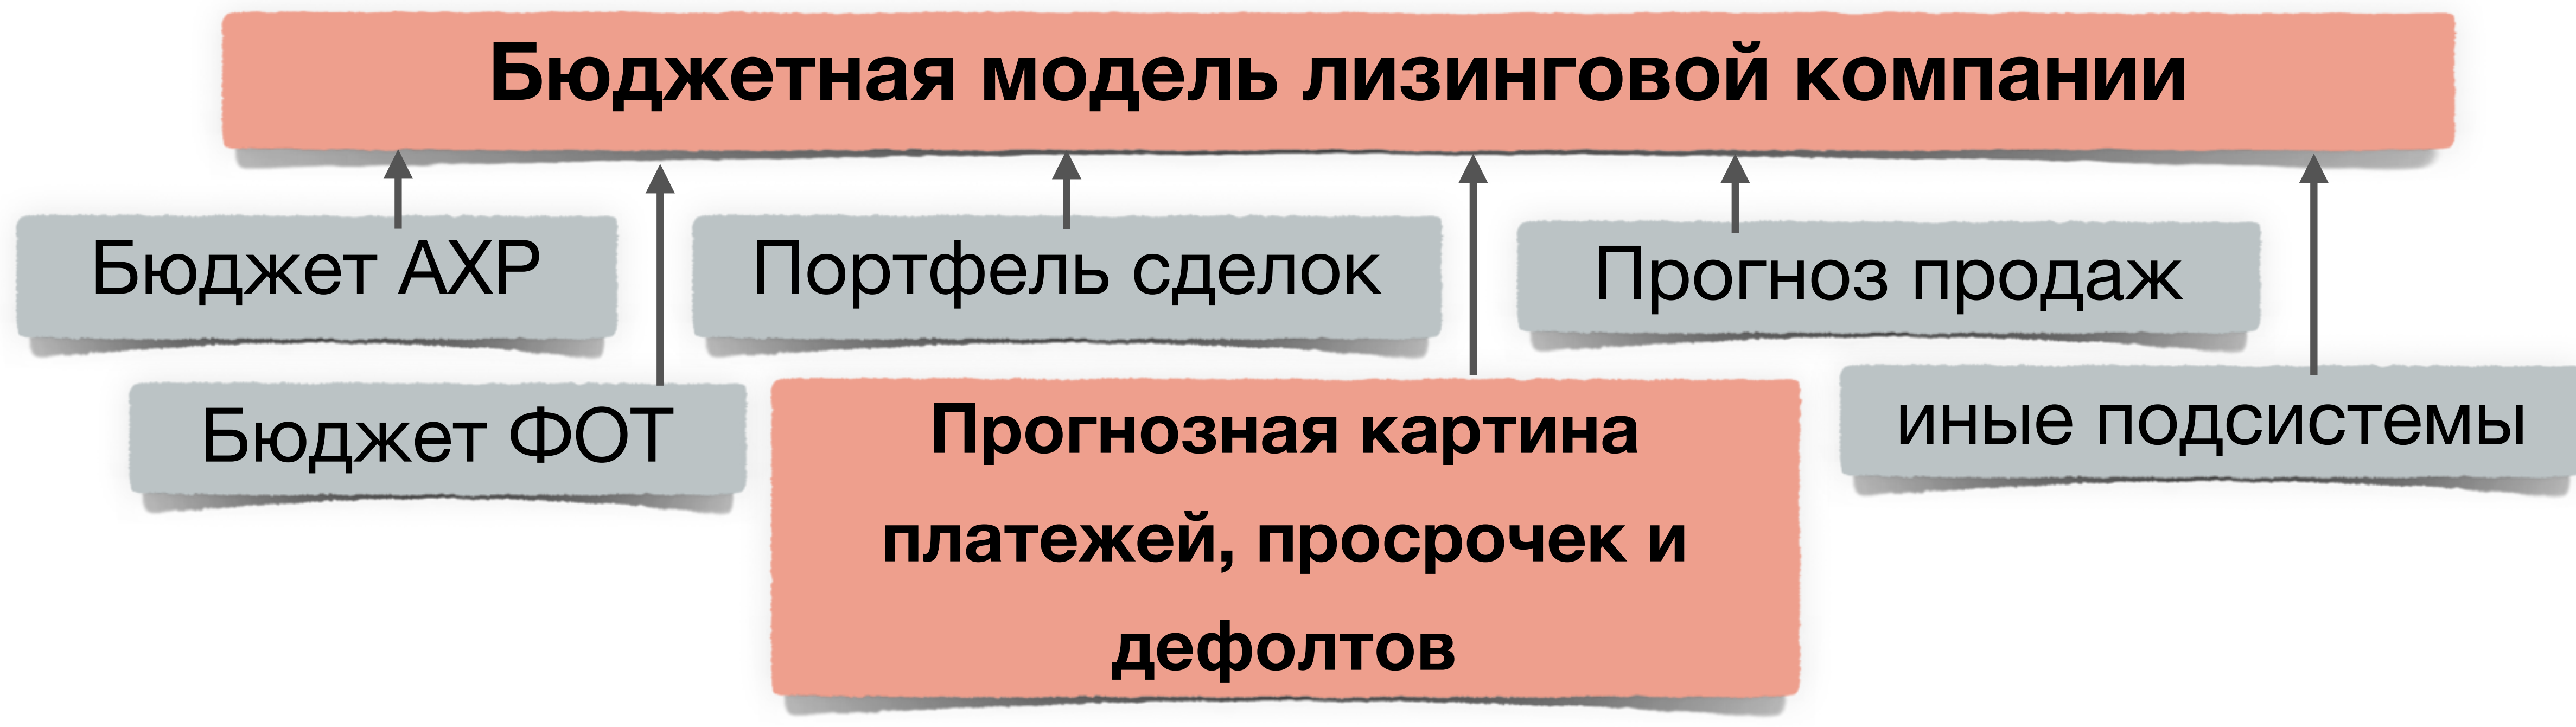 Бюджетная модель лизинговой компании
Бюджет АХР
Портфель сделок
Прогноз продаж
Бюджет ФОТ
Прогнозная картина
платежей, просрочек и
дефолтов
иные подсистемы